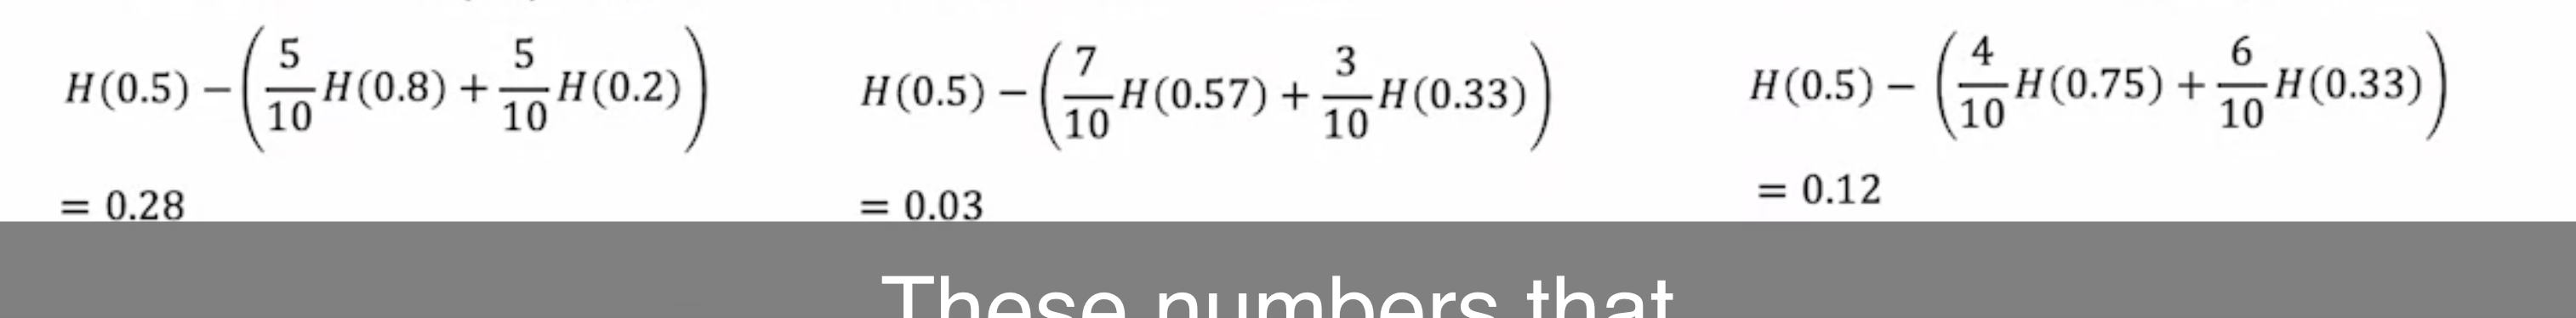 H(0.5) − (5/10 H(0.8) + 5/10 H(0.2))
= 0.28
H(0.5) − (7/10 H(0.57) + 3/10 H(0.33))
= 0.03
H(0.5) − (4/10 H(0.75) + 6/10 H(0.33))
= 0.12
These numbers that